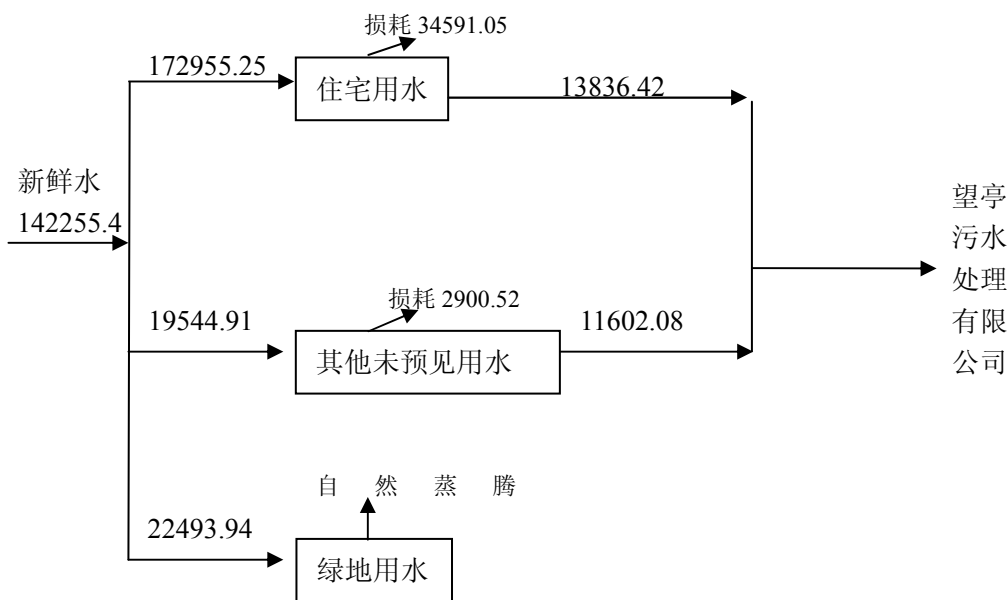 损耗 34591.05
172955.25
住宅用水
13836.42
新鲜水
142255.4
望亭
污水
处理
有限
公司
损耗 2900.52
19544.91
11602.08
其他未预见用水
自 然 蒸 腾
22493.94
绿地用水